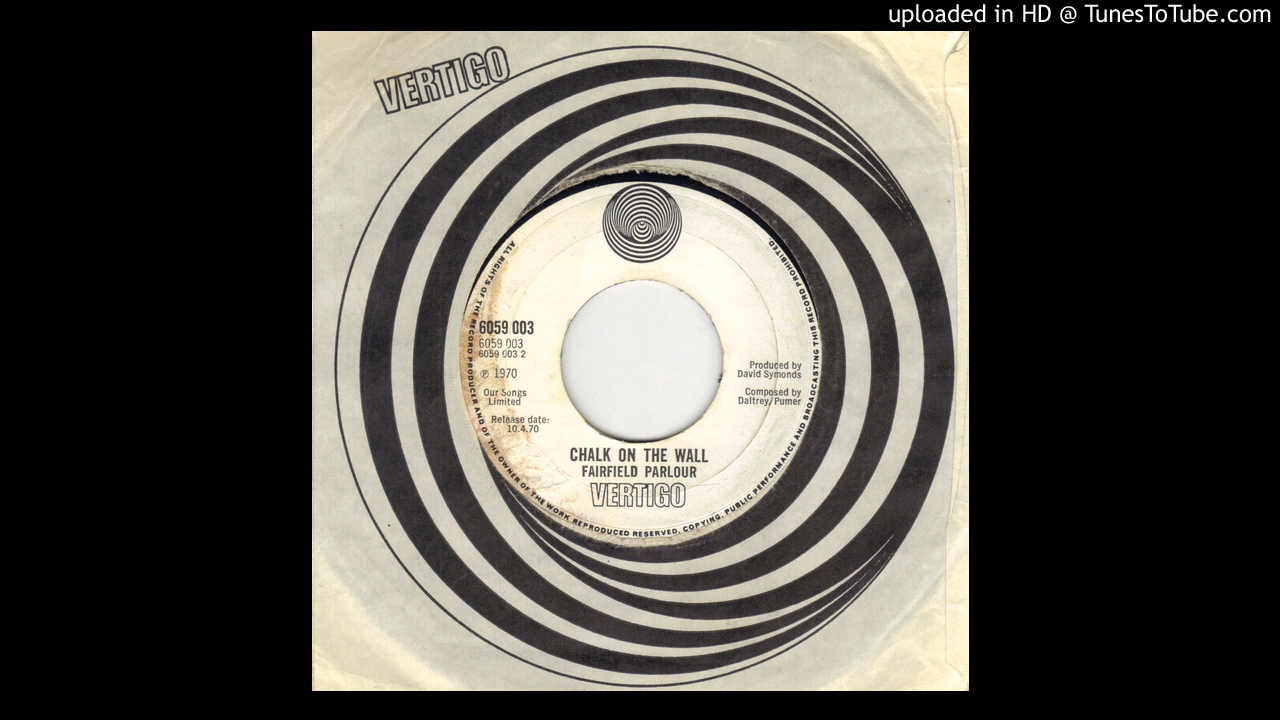 uploaded in HD @ TunesToTube.com
VERTIGO
ALL RIGHTS OF THE RECORD PRODUCER AND OF THE OWNER OF THE WORK REPRODUCED RESERVED. COPYING, PUBLIC PERFORMANCE AND BROADCASTING THIS RECORD PROHIBITED
6059 003
6059 003
6059 003 2
℗ 1970
Our Songs
Limited
Release date:
10.4.70
Produced by
David Symonds
Composed by
Daltrey/Pumer
CHALK ON THE WALL
FAIRFIELD PARLOUR
VERTIGO